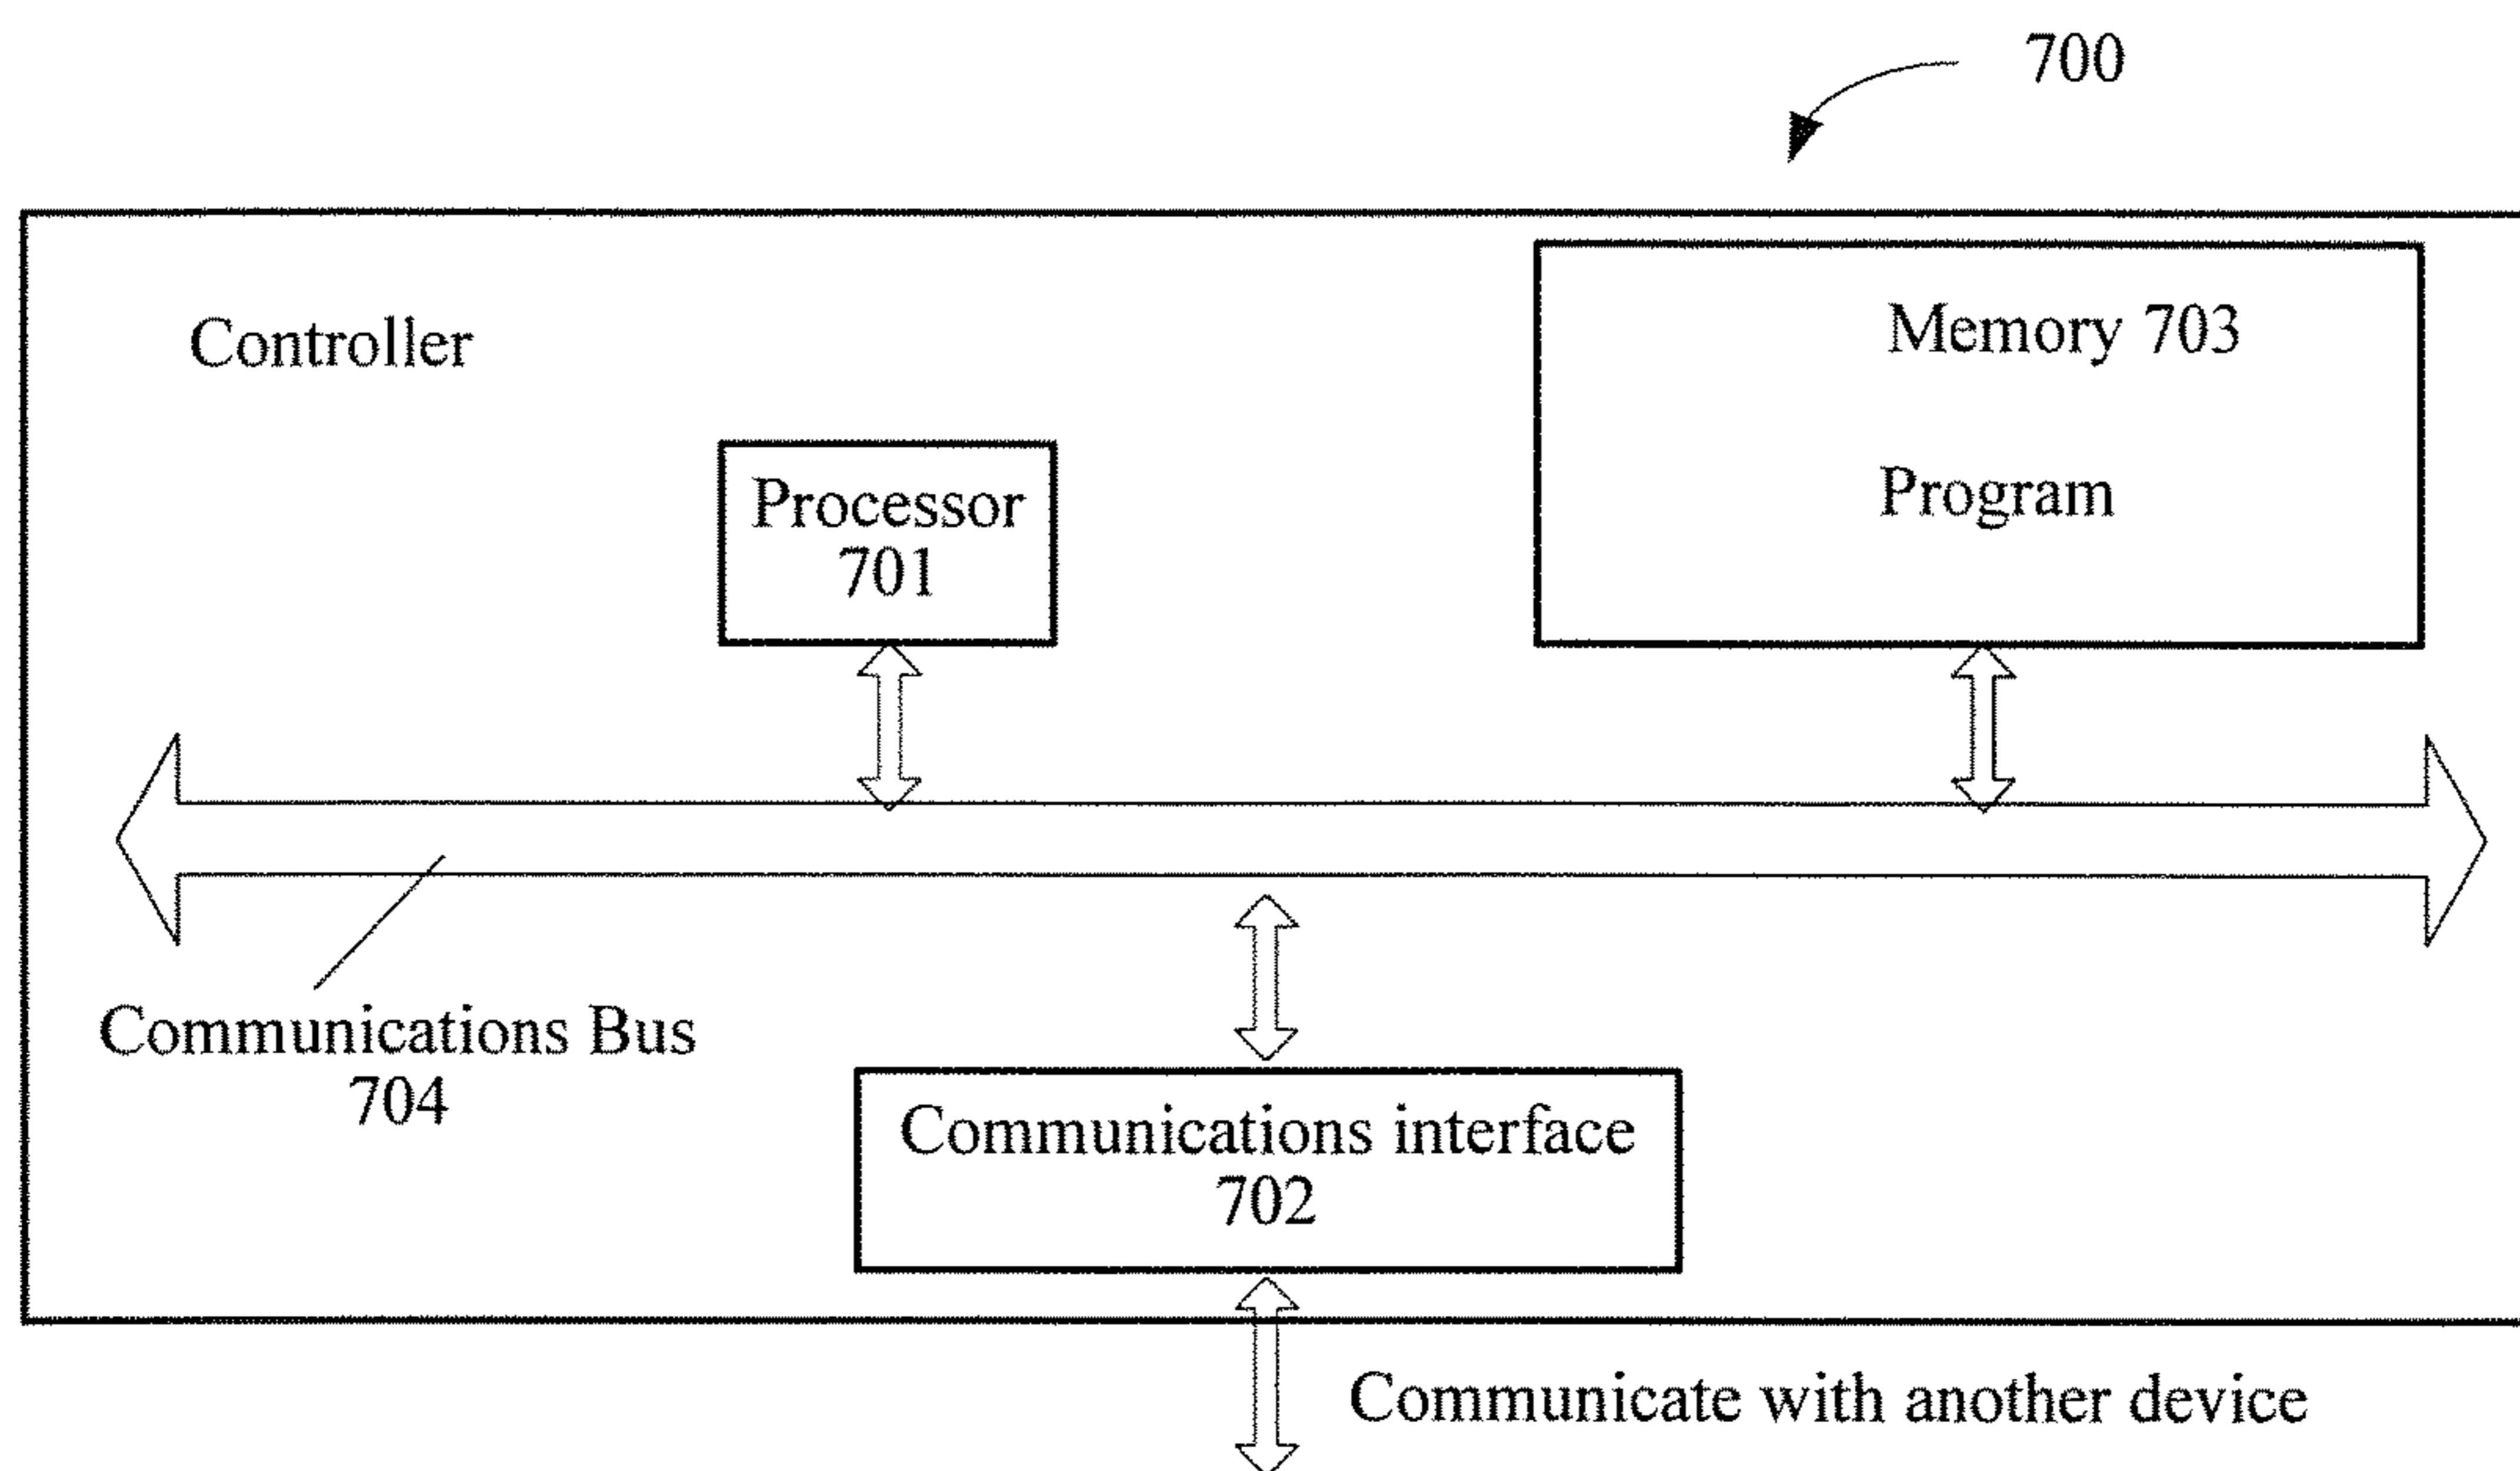 700
Controller
Memory 703
Program
Processor
701
Communications Bus
704
Communications interface
702
Communicate with another device